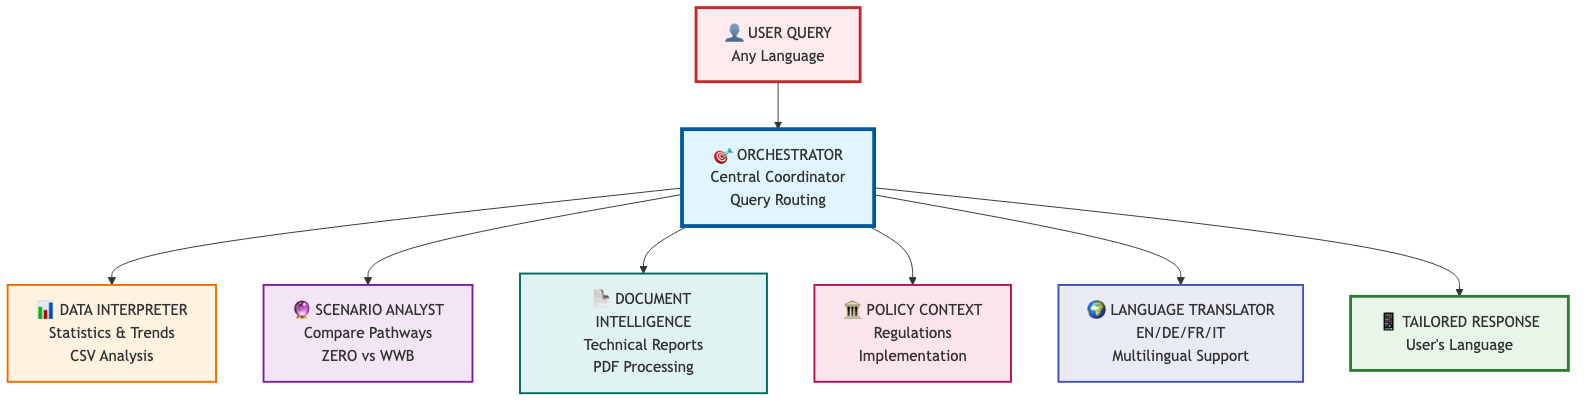 👤 USER QUERY
Any Language
🎯 ORCHESTRATOR
Central Coordinator
Query Routing
📊 DATA INTERPRETER
Statistics & Trends
CSV Analysis
🔮 SCENARIO ANALYST
Compare Pathways
ZERO vs WWB
📄 DOCUMENT
INTELLIGENCE
Technical Reports
PDF Processing
🏛️ POLICY CONTEXT
Regulations
Implementation
🌍 LANGUAGE TRANSLATOR
EN/DE/FR/IT
Multilingual Support
📱 TAILORED RESPONSE
User's Language